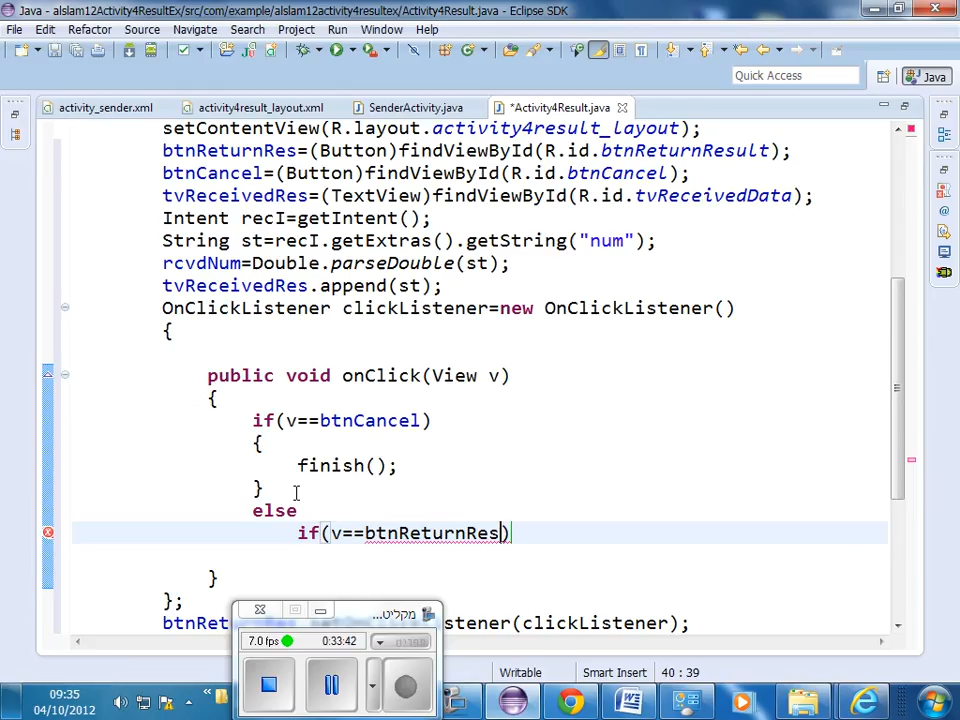 Java - alslam12Activity4ResultEx/src/com/example/alslam12activity4resultex/Activity4Result.java - Eclipse SDK
File Edit Refactor Source Navigate Search Project Run Window Help
Quick Access
Java
activity_sender.xml activity4result_layout.xml SenderActivity.java *Activity4Result.java
setContentView(R.layout.activity4result_layout);
btnReturnRes=(Button)findViewById(R.id.btnReturnResult);
btnCancel=(Button)findViewById(R.id.btnCancel);
tvReceivedRes=(TextView)findViewById(R.id.tvReceivedData);
Intent recI=getIntent();
String st=recI.getExtras().getString("num");
rcvdNum=Double.parseDouble(st);
tvReceivedRes.append(st);
OnClickListener clickListener=new OnClickListener()
{
public void onClick(View v)
{
if(v==btnCancel)
{
finish();
}
else
if(v==btnReturnRes)
}
};
stener(clickListener);
מקליט...
7.0 fps 0:33:42 תפריט
Writable Smart Insert 40 : 39
09:35
04/10/2012